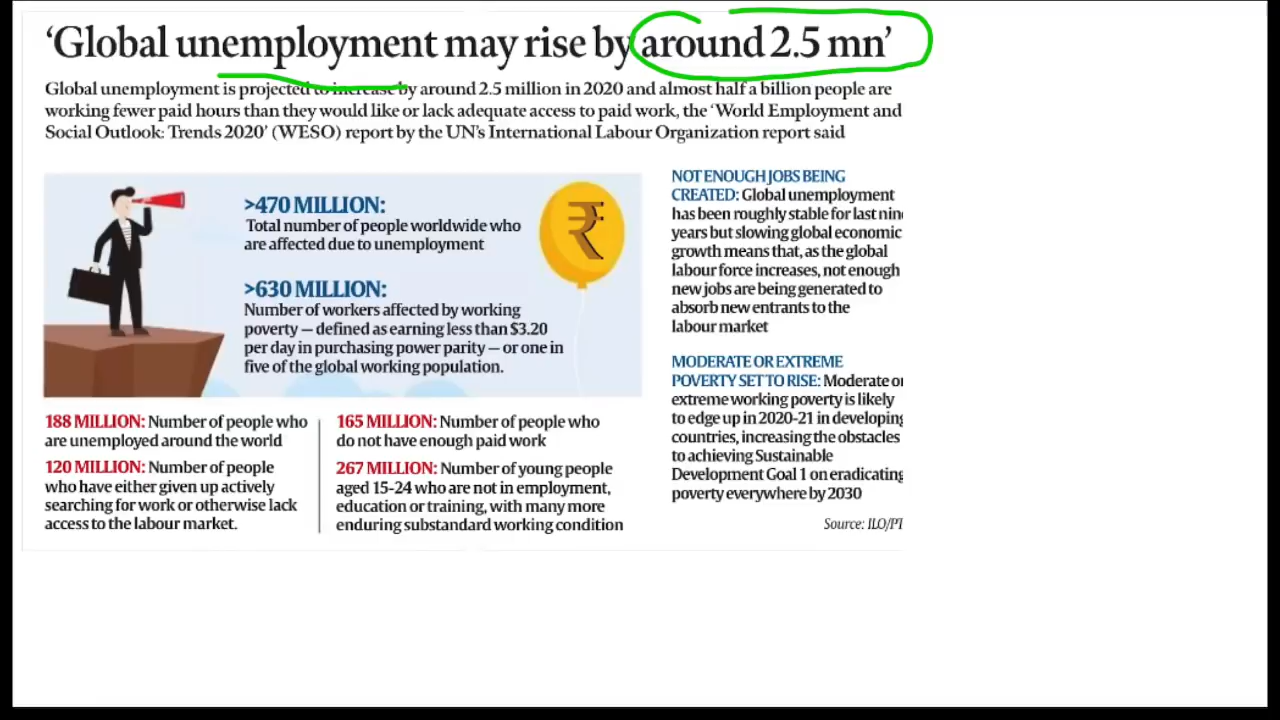 ‘Global unemployment may rise by around 2.5 mn’
Global unemployment is projected to increase by around 2.5 million in 2020 and almost half a billion people are
working fewer paid hours than they would like or lack adequate access to paid work, the ‘World Employment and
Social Outlook: Trends 2020’ (WESO) report by the UN’s International Labour Organization report said
>470 MILLION:
Total number of people worldwide who
are affected due to unemployment
>630 MILLION:
Number of workers affected by working
poverty – defined as earning less than $3.20
per day in purchasing power parity – or one in
five of the global working population.
₹
188 MILLION: Number of people who
are unemployed around the world
120 MILLION: Number of people
who have either given up actively
searching for work or otherwise lack
access to the labour market.
165 MILLION: Number of people who
do not have enough paid work
267 MILLION: Number of young people
aged 15-24 who are not in employment,
education or training, with many more
enduring substandard working condition
NOT ENOUGH JOBS BEING
CREATED: Global unemployment
has been roughly stable for last nin
years but slowing global economic
growth means that, as the global
labour force increases, not enough
new jobs are being generated to
absorb new entrants to the
labour market
MODERATE OR EXTREME
POVERTY SET TO RISE: Moderate or
extreme working poverty is likely
to edge up in 2020-21 in developing
countries, increasing the obstacles
to achieving Sustainable
Development Goal 1 on eradicating
poverty everywhere by 2030
Source: ILO/PT